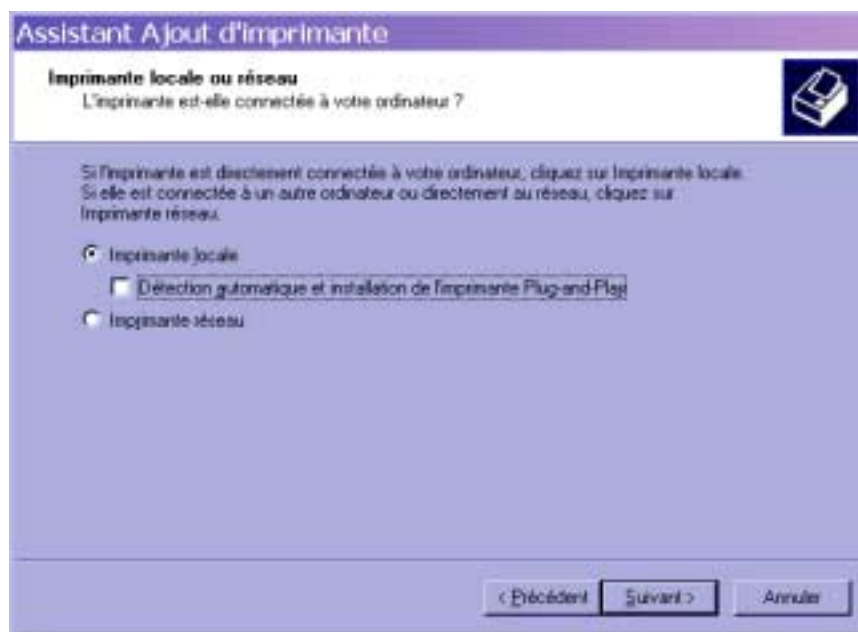 Assistant Ajout d'imprimante
Imprimante locale ou réseau
L'imprimante est-elle connectée à votre ordinateur ?
Si l'imprimante est directement connectée à votre ordinateur, cliquez sur Imprimante locale.
Si elle est connectée à un autre ordinateur ou directement au réseau, cliquez sur
Imprimante réseau.
Imprimante locale
Détection automatique et installation de l'imprimante Plug-and-Play
Imprimante réseau
< Précédent
Suivant >
Annuler